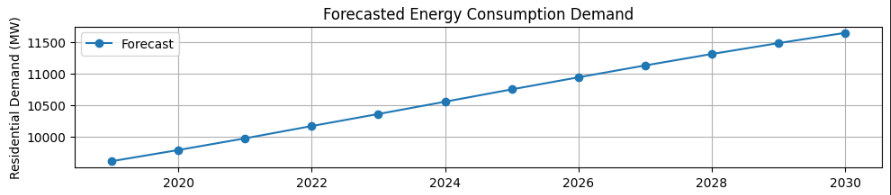 Forecasted Energy Consumption Demand
Residential Demand (MW)
11500
11000
10500
10000
Forecast
2020 2022 2024 2026 2028 2030